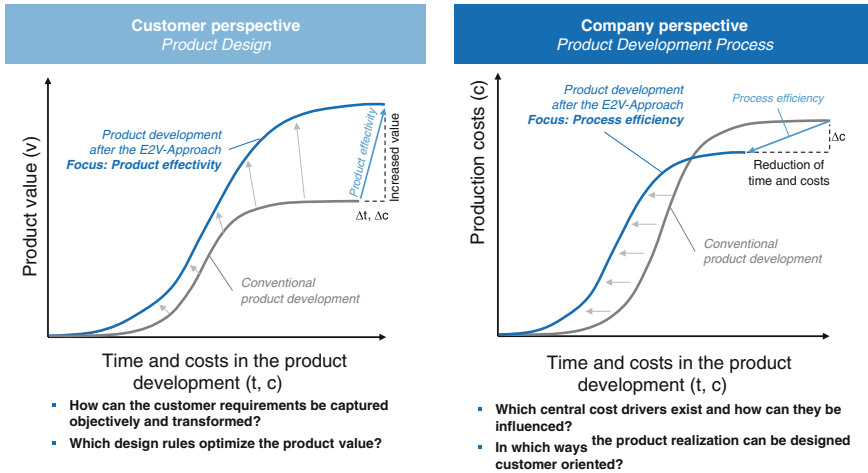 Customer perspective
Product Design
Product value (v)
Product development
after the E2V-Approach
Focus: Product effectivity
Product effectivity
Increased value
Δt, Δc
Conventional
product development
Time and costs in the product
development (t, c)
▪ How can the customer requirements be captured
objectively and transformed?
▪ Which design rules optimize the product value?
Company perspective
Product Development Process
Production costs (c)
Product development
after the E2V-Approach
Focus: Process efficiency
Process efficiency
Δc
Reduction of
time and costs
Conventional
product development
Time and costs in the product
development (t, c)
▪ Which central cost drivers exist and how can they be
influenced?
▪ In which ways the product realization can be designed
customer oriented?